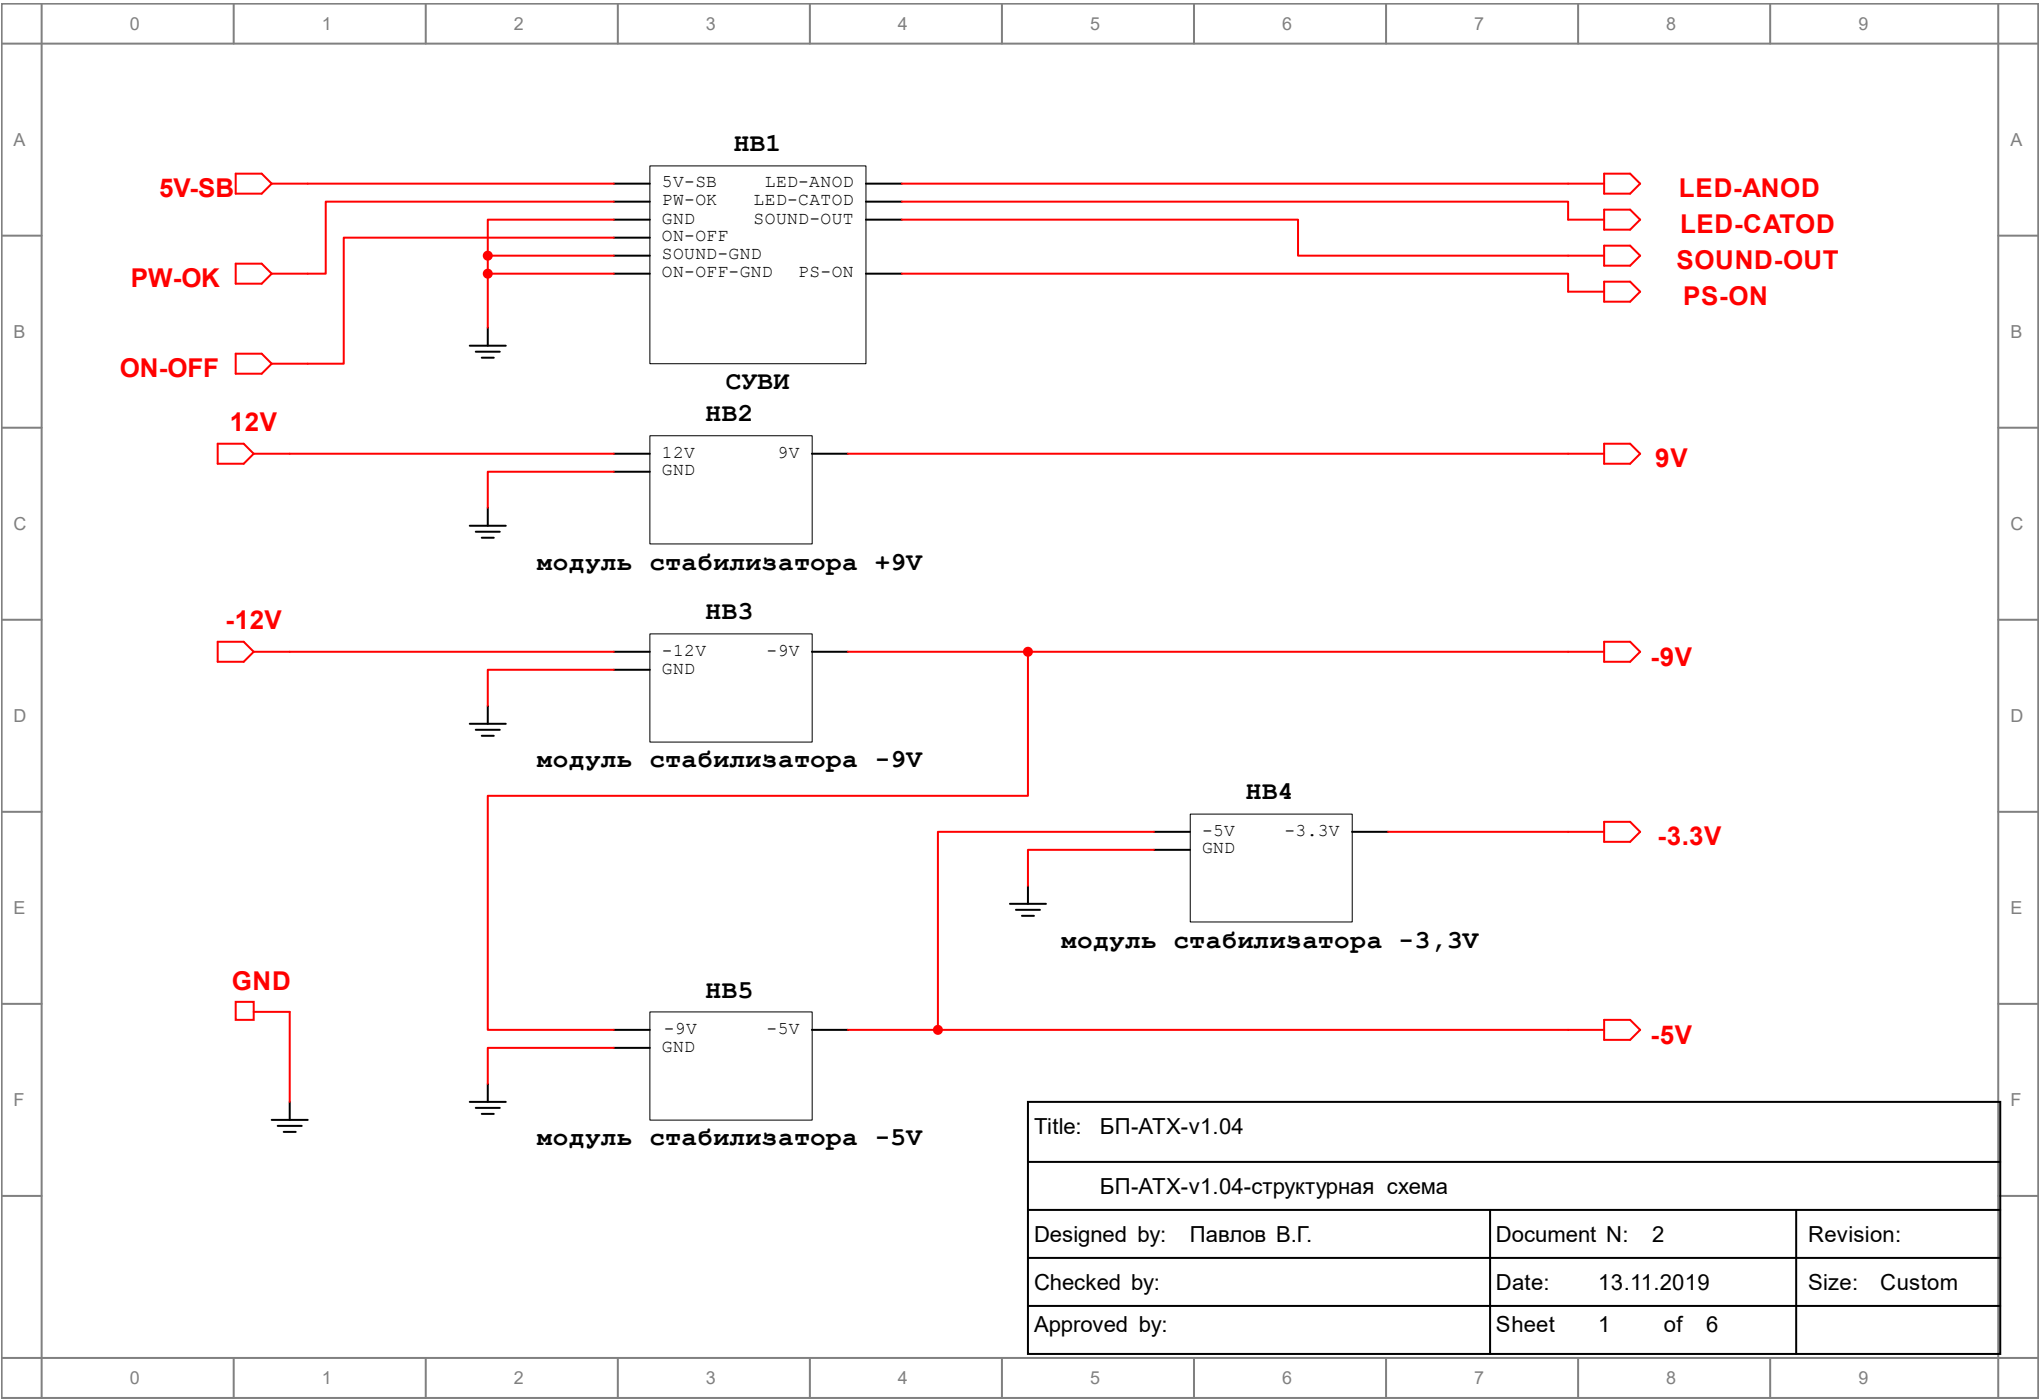 0 1 2 3 4 5 6 7 8 9
A A
HB1
5V-SB 5V-SB LED-ANOD LED-ANOD
PW-OK LED-CATOD LED-CATOD
GND SOUND-OUT
ON-OFF
SOUND-GND SOUND-OUT
PW-OK ON-OFF-GND PS-ON PS-ON
B B
ON-OFF
СУВИ
HB2
12V
12V 9V 9V
GND
C C
модуль стабилизатора +9V
HB3
-12V
-12V -9V -9V
GND
D D
модуль стабилизатора -9V
HB4
-5V -3.3V -3.3V
GND
E E
модуль стабилизатора -3,3V
GND
HB5
-9V -5V -5V
GND
F F
модуль стабилизатора -5V
Title: БП-ATX-v1.04
БП-ATX-v1.04-структурная схема
Designed by: Павлов В.Г. Document N: 2 Revision:
Checked by: Date: 13.11.2019 Size: Custom
Approved by: Sheet 1 of 6
0 1 2 3 4 5 6 7 8 9